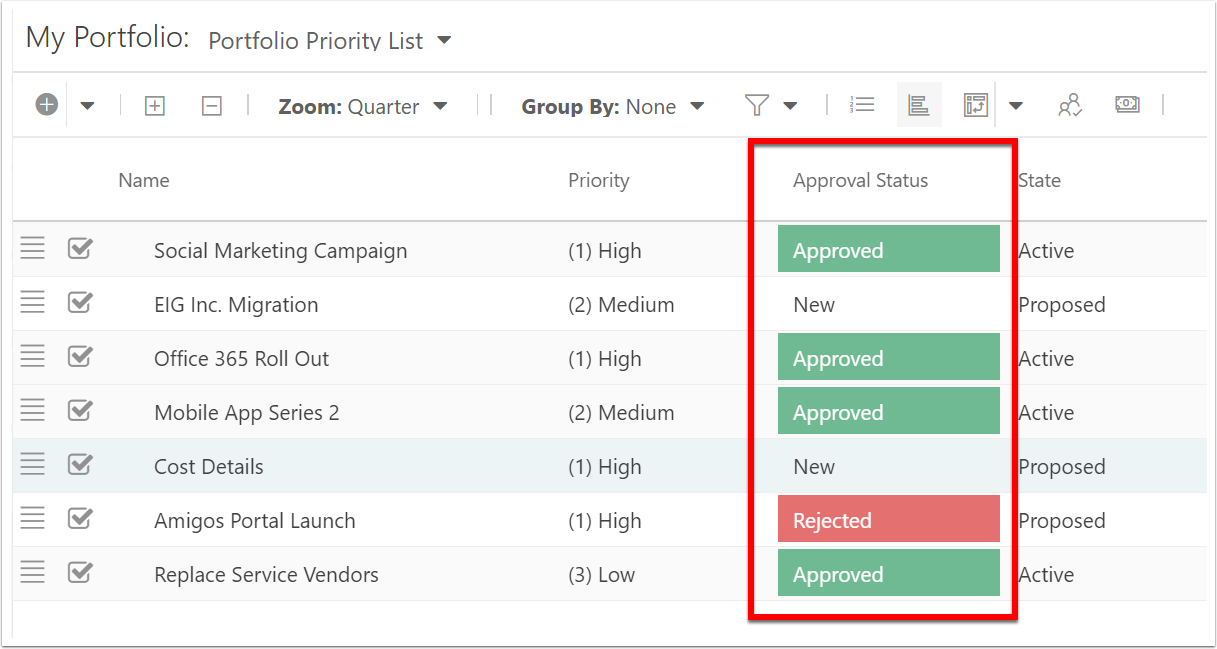 My Portfolio: Portfolio Priority List
Zoom: Quarter Group By: None
Name Priority Approval Status State
Social Marketing Campaign (1) High Approved Active
EIG Inc. Migration (2) Medium New Proposed
Office 365 Roll Out (1) High Approved Active
Mobile App Series 2 (2) Medium Approved Active
Cost Details (1) High New Proposed
Amigos Portal Launch (1) High Rejected Proposed
Replace Service Vendors (3) Low Approved Active